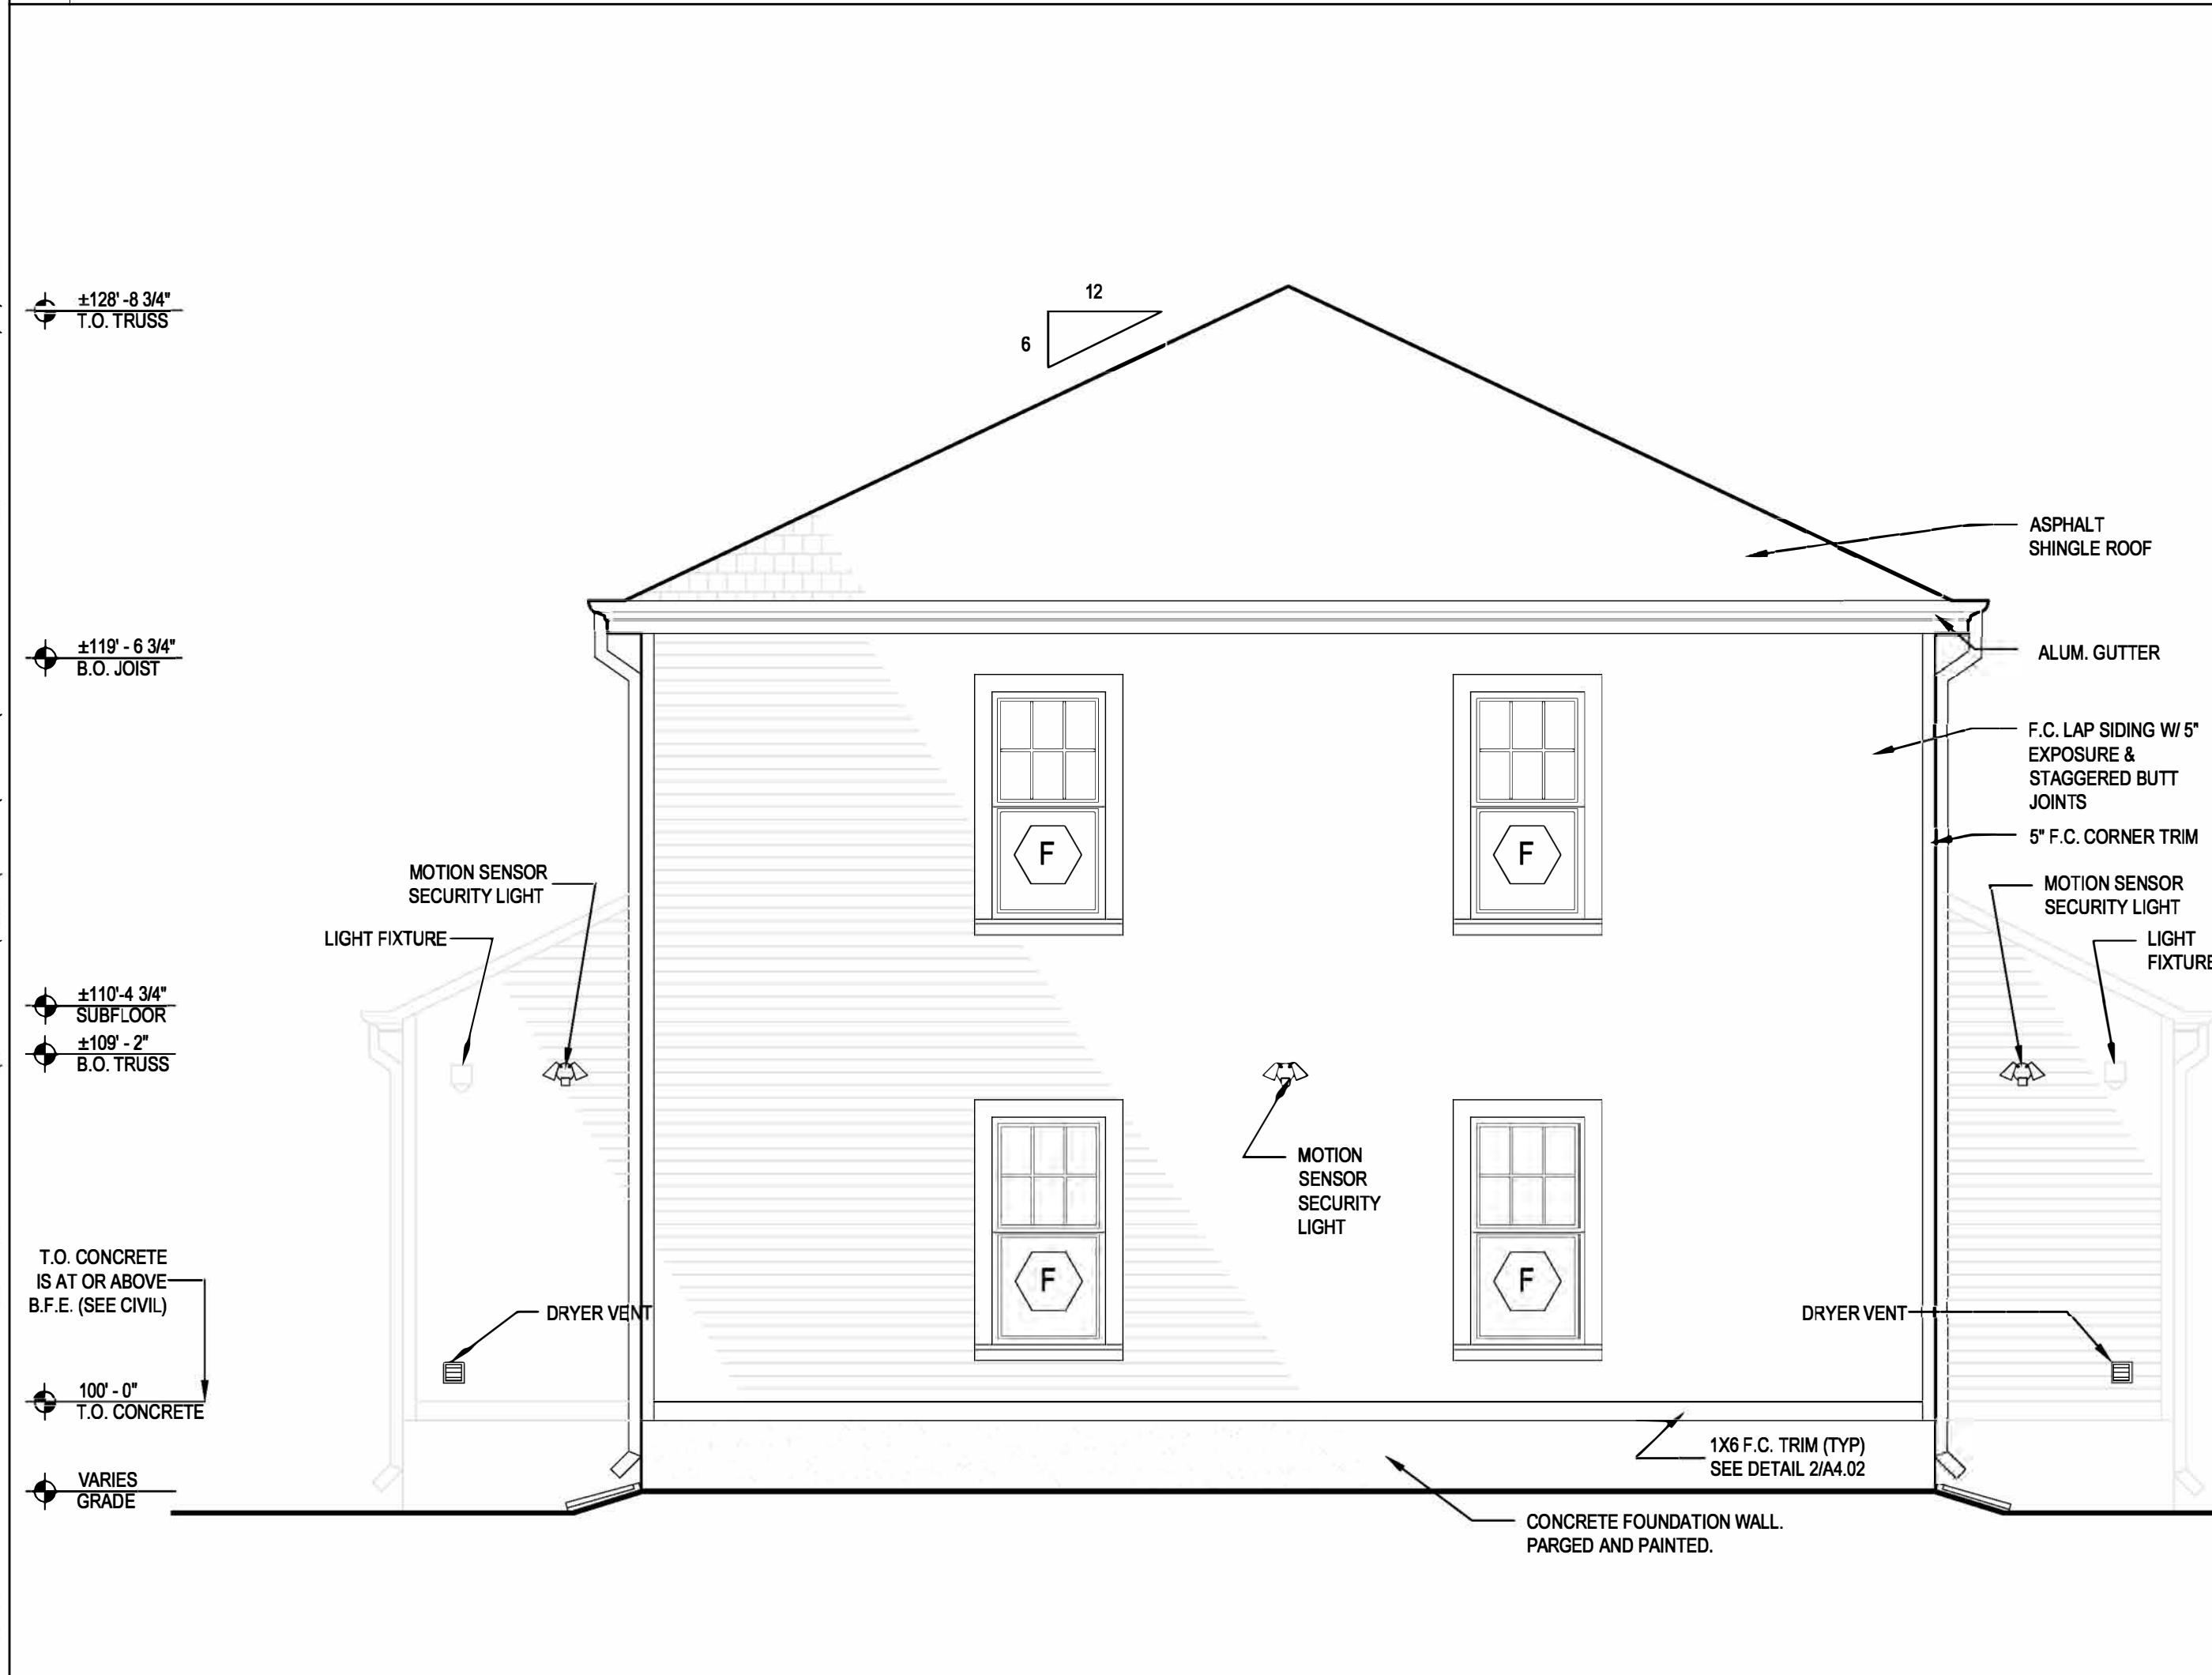 ±128' -8 3/4"
T.O. TRUSS
12
6
ASPHALT
SHINGLE ROOF
±119' - 6 3/4"
B.O. JOIST
ALUM. GUTTER
F.C. LAP SIDING W/ 5"
EXPOSURE &
STAGGERED BUTT
JOINTS
5" F.C. CORNER TRIM
F
F
MOTION SENSOR
SECURITY LIGHT
LIGHT FIXTURE
MOTION SENSOR
SECURITY LIGHT
LIGHT
FIXTURE
±110'-4 3/4"
SUBFLOOR
±109' - 2"
B.O. TRUSS
MOTION
SENSOR
SECURITY
LIGHT
T.O. CONCRETE
IS AT OR ABOVE
B.F.E. (SEE CIVIL)
F
F
DRYER VENT
DRYER VENT
100' - 0"
T.O. CONCRETE
1X6 F.C. TRIM (TYP)
SEE DETAIL 2/A4.02
VARIES
GRADE
CONCRETE FOUNDATION WALL.
PARGED AND PAINTED.